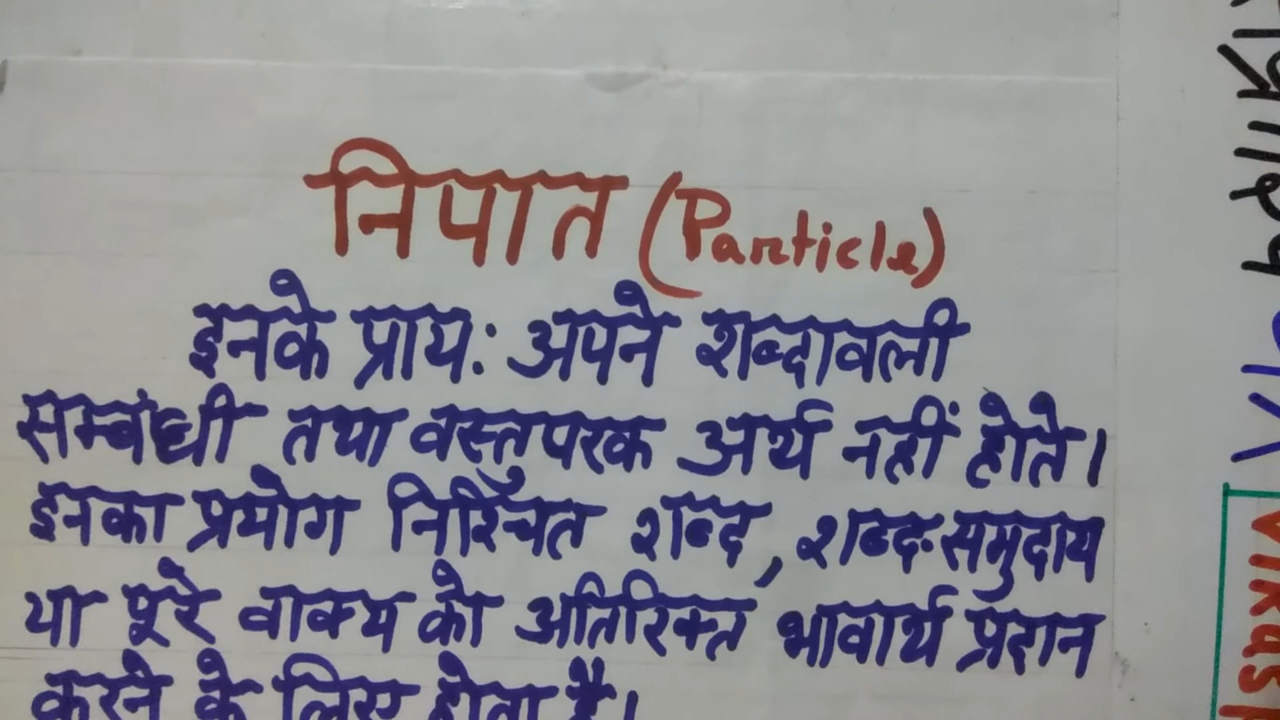 निपात (Particle)
इनके प्राय: अपने शब्दावली
सम्बंधी तथा वस्तुपरक अर्थ नहीं होते।
इनका प्रयोग निश्चित शब्द, शब्द-समुदाय
या पूरे वाक्य को अतिरिक्त भावार्थ प्रदान
करने के लिए होता है।